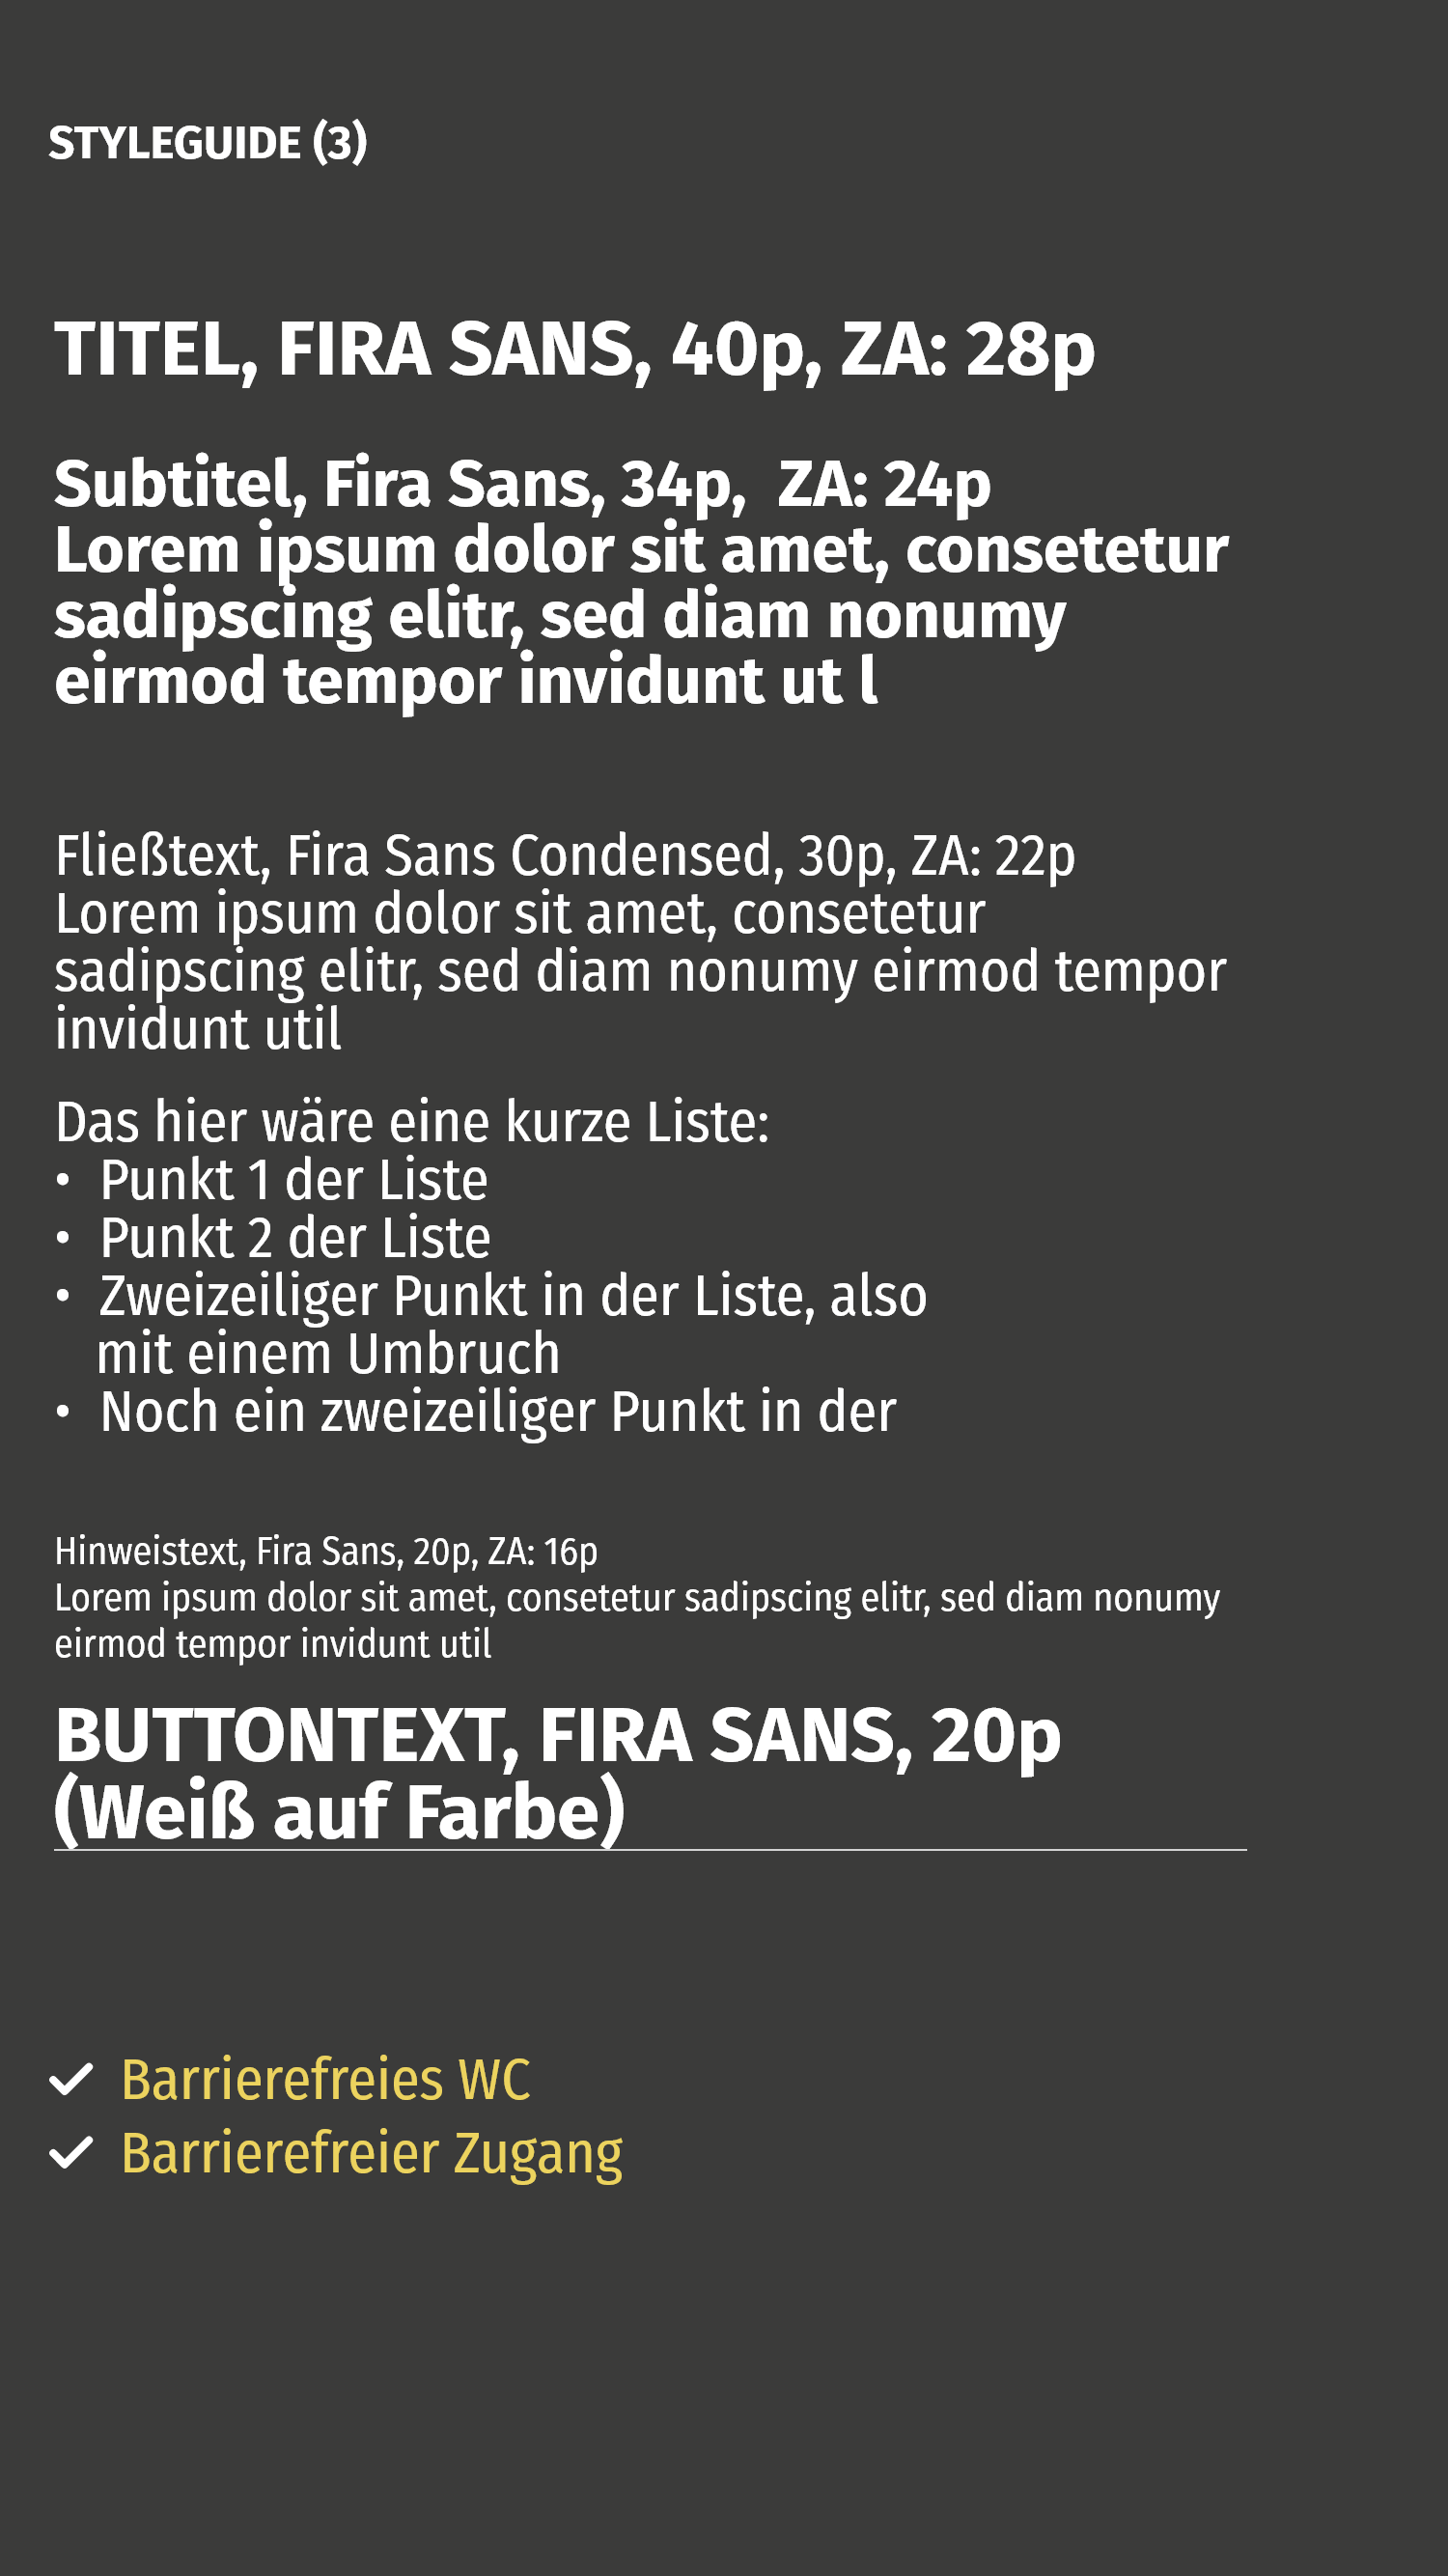 STYLEGUIDE (3)
TITEL, FIRA SANS, 40p, ZA: 28p
Subtitel, Fira Sans, 34p,  ZA: 24p
Lorem ipsum dolor sit amet, consetetur
sadipscing elitr, sed diam nonumy
eirmod tempor invidunt ut l
Fließtext, Fira Sans Condensed, 30p, ZA: 22p
Lorem ipsum dolor sit amet, consetetur
sadipscing elitr, sed diam nonumy eirmod tempor
invidunt util
Das hier wäre eine kurze Liste:
• Punkt 1 der Liste
• Punkt 2 der Liste
• Zweizeiliger Punkt in der Liste, also
mit einem Umbruch
• Noch ein zweizeiliger Punkt in der
Hinweistext, Fira Sans, 20p, ZA: 16p
Lorem ipsum dolor sit amet, consetetur sadipscing elitr, sed diam nonumy
eirmod tempor invidunt util
BUTTONTEXT, FIRA SANS, 20p
(Weiß auf Farbe)
Barrierefreies WC
Barrierefreier Zugang